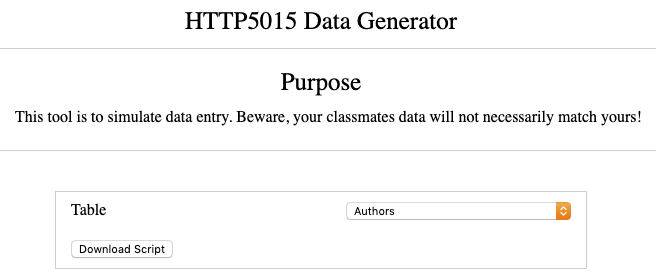 HTTP5015 Data Generator
Purpose
This tool is to simulate data entry. Beware, your classmates data will not necessarily match yours!
Table
Authors
Download Script